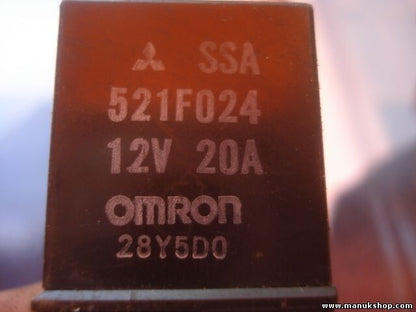 SSA
521F024
12V 20A
OMRON
28Y5D0
www.manukshop.com